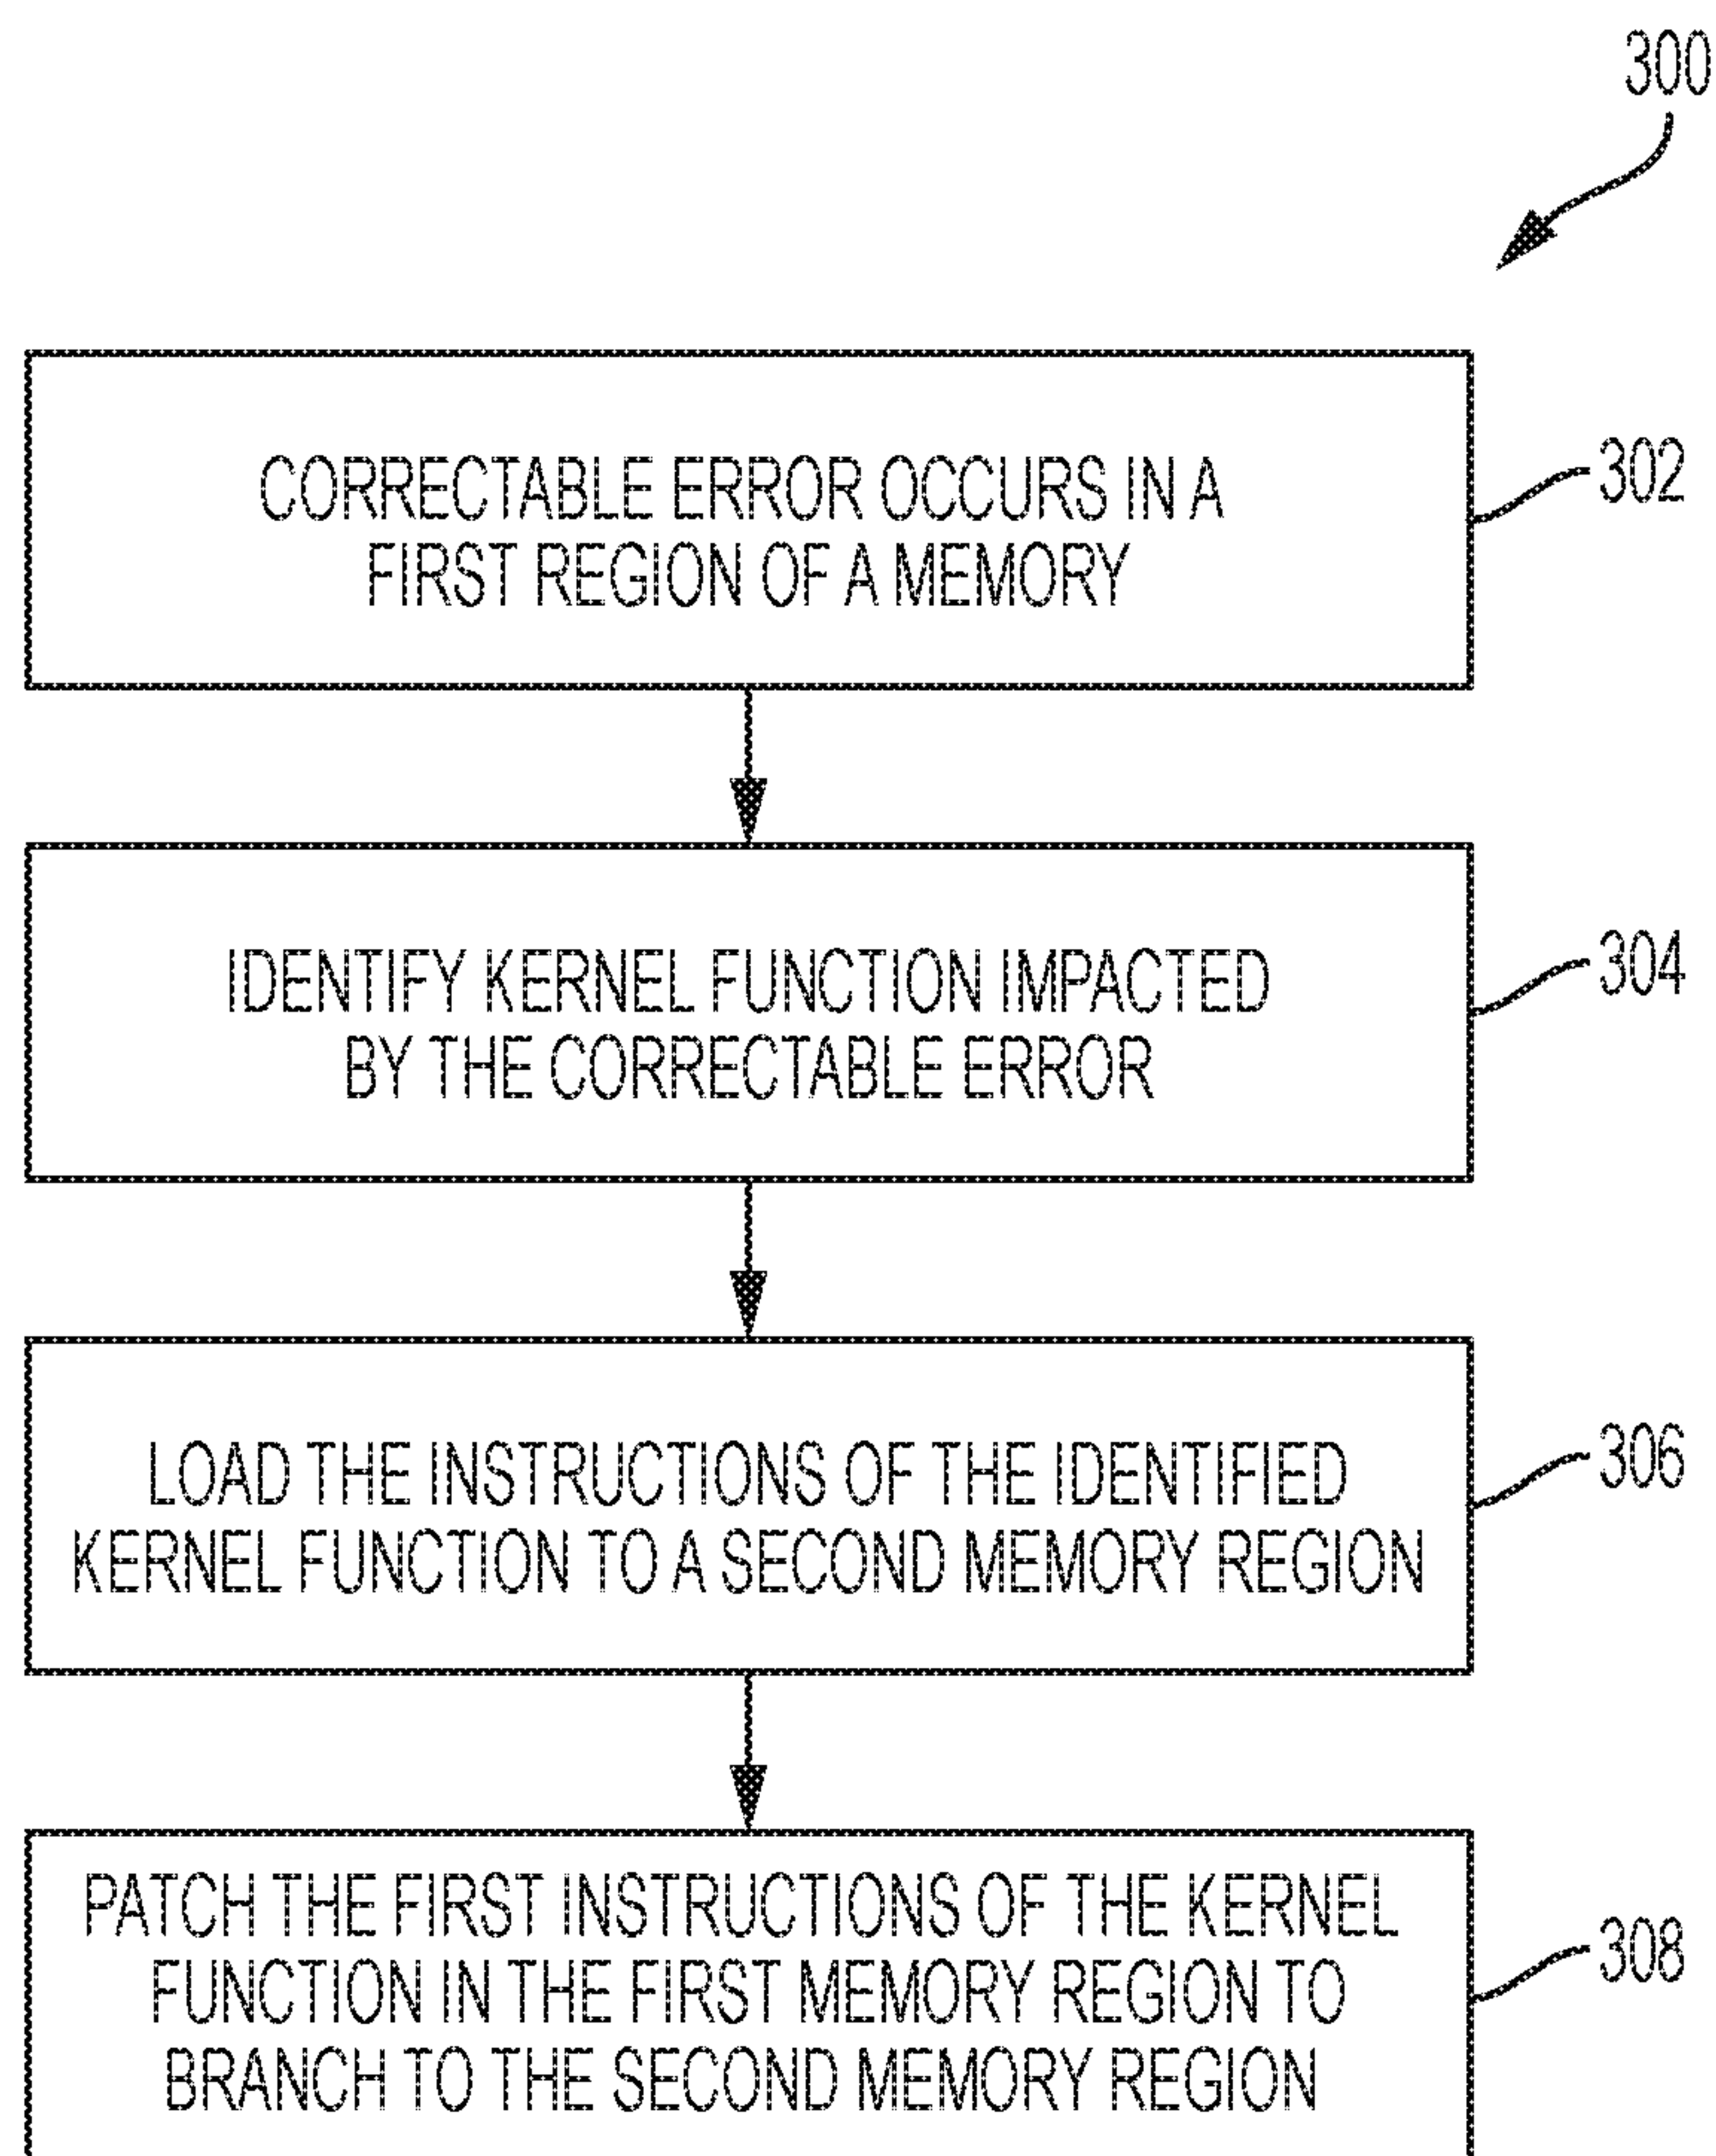 300
CORRECTABLE ERROR OCCURS IN A
FIRST REGION OF A MEMORY
302
IDENTIFY KERNEL FUNCTION IMPACTED
BY THE CORRECTABLE ERROR
304
LOAD THE INSTRUCTIONS OF THE IDENTIFIED
KERNEL FUNCTION TO A SECOND MEMORY REGION
306
PATCH THE FIRST INSTRUCTIONS OF THE KERNEL
FUNCTION IN THE FIRST MEMORY REGION TO
BRANCH TO THE SECOND MEMORY REGION
308